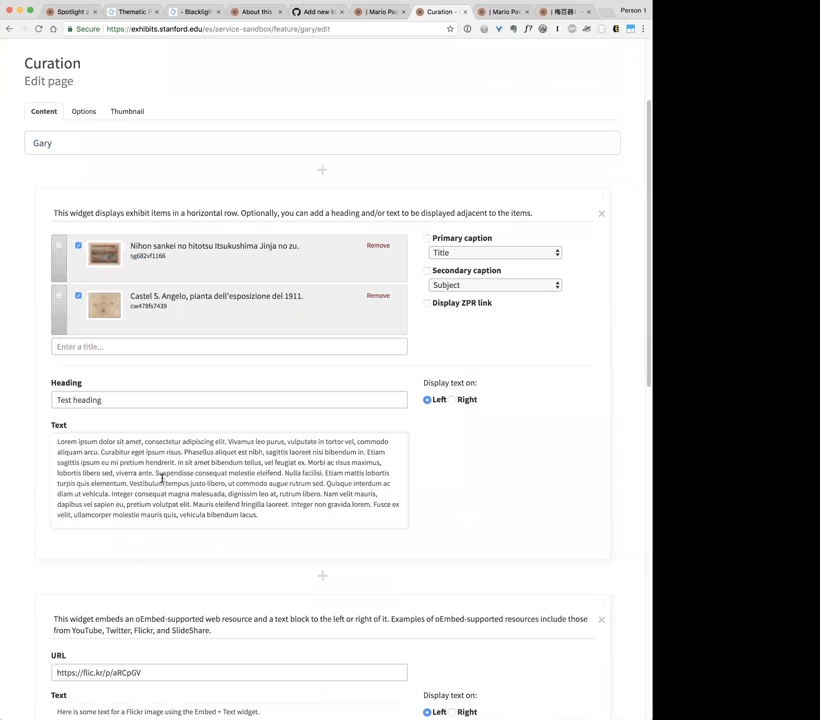 Spotlight a
Thematic P
- Blackligh
About this
Add new in
| Mario Pac
Curation -
| Mario Pac
| 梅百器:
Person 1
Secure
https://exhibits.stanford.edu/es/service-sandbox/feature/gary/edit
Curation
Edit page
Content Options Thumbnail
Gary
This widget displays exhibit items in a horizontal row. Optionally, you can add a heading and/or text to be displayed adjacent to the items.
Nihon sankei no hitotsu Itsukushima Jinja no zu.
sg682vf1166
Remove
Castel S. Angelo, pianta dell'esposizione del 1911.
cw478fs7439
Remove
Enter a title...
Primary caption
Title
Secondary caption
Subject
Display ZPR link
Heading
Test heading
Display text on:
Left Right
Text
Lorem ipsum dolor sit amet, consectetur adipiscing elit. Vivamus leo purus, vulputate in tortor vel, commodo
aliquam arcu. Curabitur eget ipsum risus. Phasellus aliquet est nibh, sagittis laoreet nisi bibendum in. Etiam
sagittis ipsum eu mi pretium hendrerit. In sit amet bibendum tellus, vel feugiat ex. Morbi ac risus maximus,
lobortis libero sed, viverra ante. Suspendisse consequat molestie eleifend. Nulla facilisi. Etiam mattis lobortis
turpis quis elementum. Vestibulum tempus justo libero, ut commodo augue rutrum sed. Quisque interdum ac
diam ut vehicula. Integer consequat magna malesuada, dignissim leo at, rutrum libero. Nam velit mauris,
dapibus vel sapien eu, pretium volutpat elit. Mauris eleifend fringilla laoreet. Integer non gravida lorem. Fusce ex
velit, ullamcorper molestie mauris quis, vehicula bibendum lacus.
This widget embeds an oEmbed-supported web resource and a text block to the left or right of it. Examples of oEmbed-supported resources include those
from YouTube, Twitter, Flickr, and SlideShare.
URL
https://flic.kr/p/aRCpGV
Text
Here is some text for a Flickr image using the Embed + Text widget.
Display text on:
Left Right